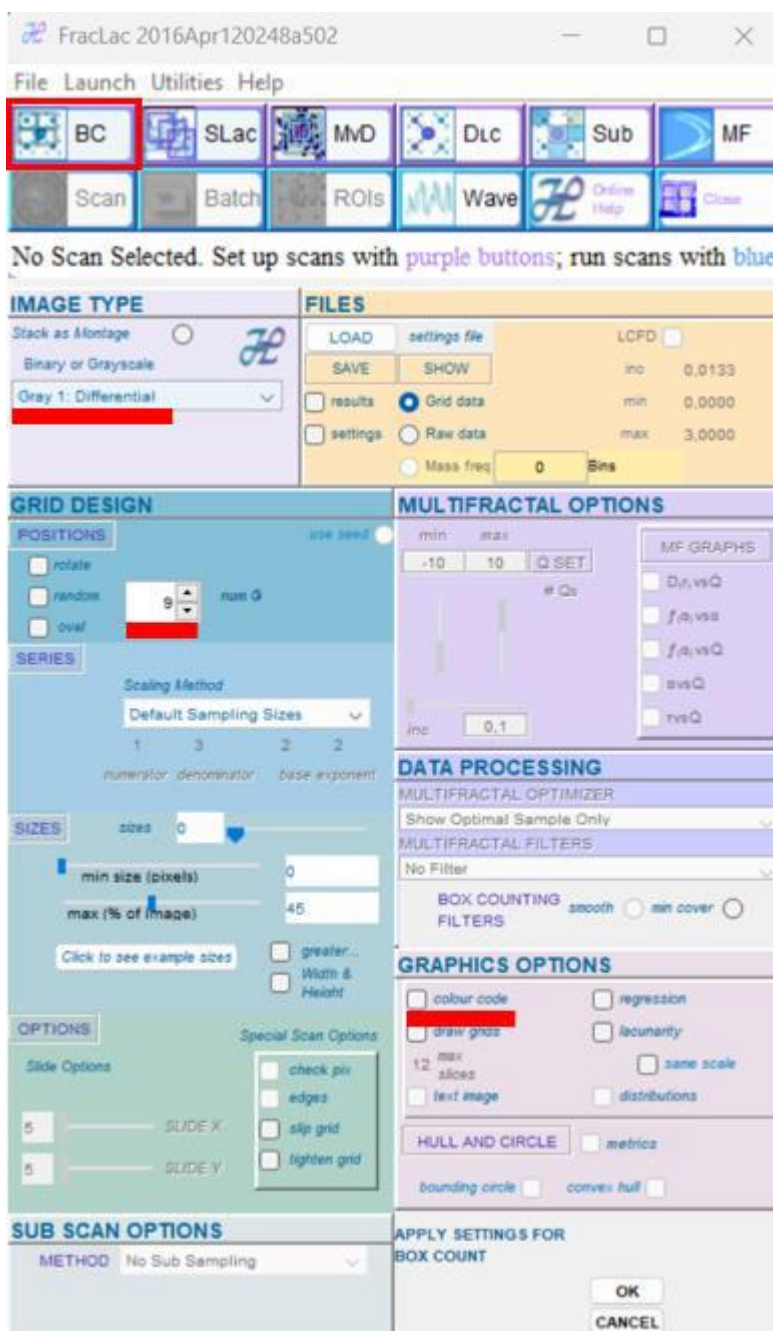 FracLac 2016Apr120248a502
File Launch Utilities Help
BC SLac MvD DLc Sub MF
Scan Batch ROIs Wave Online Help Close
No Scan Selected. Set up scans with purple buttons; run scans with blue
IMAGE TYPE
Stack as Montage
Binary or Grayscale
Gray 1: Differential
FILES
LOAD settings file LCFD
SAVE SHOW inc 0,0133
results Grid data min 0,0000
settings Raw data max 3,0000
Mass freq 0 Bins
GRID DESIGN
POSITIONS use seed
rotate
random 9 num G
oval
SERIES
Scaling Method
Default Sampling Sizes
1 3 2 2
numerator denominator base exponent
SIZES sizes 0
min size (pixels) 0
max (% of image) 45
Click to see example sizes greater...
Width & Height
OPTIONS Special Scan Options
Slide Options check pix
edges
5 SLIDE X slip grid
5 SLIDE Y tighten grid
SUB SCAN OPTIONS
METHOD No Sub Sampling
MULTIFRACTAL OPTIONS
min max
-10 10 Q SET
# Qs
inc 0,1
MF GRAPHS
vsQ
ƒ(α)vsα
ƒ(α)vsQ
αvsQ
τvsQ
DATA PROCESSING
MULTIFRACTAL OPTIMIZER
Show Optimal Sample Only
MULTIFRACTAL FILTERS
No Filter
BOX COUNTING FILTERS smooth min cover
GRAPHICS OPTIONS
colour code regression
draw grids lacunarity
12 max slices same scale
text image distributions
HULL AND CIRCLE metrics
bounding circle convex hull
APPLY SETTINGS FOR
BOX COUNT
OK
CANCEL